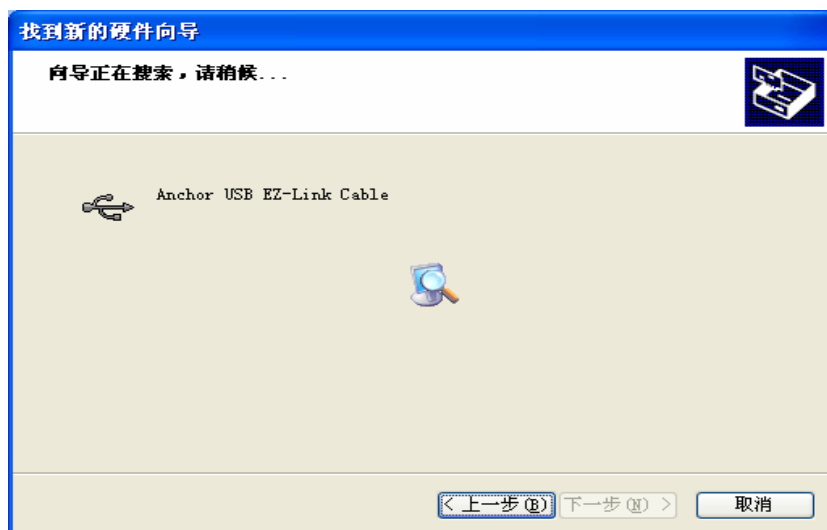 找到新的硬件向导
向导正在搜索，请稍候...
Anchor USB EZ-Link Cable
< 上一步(B) 下一步(N) > 取消